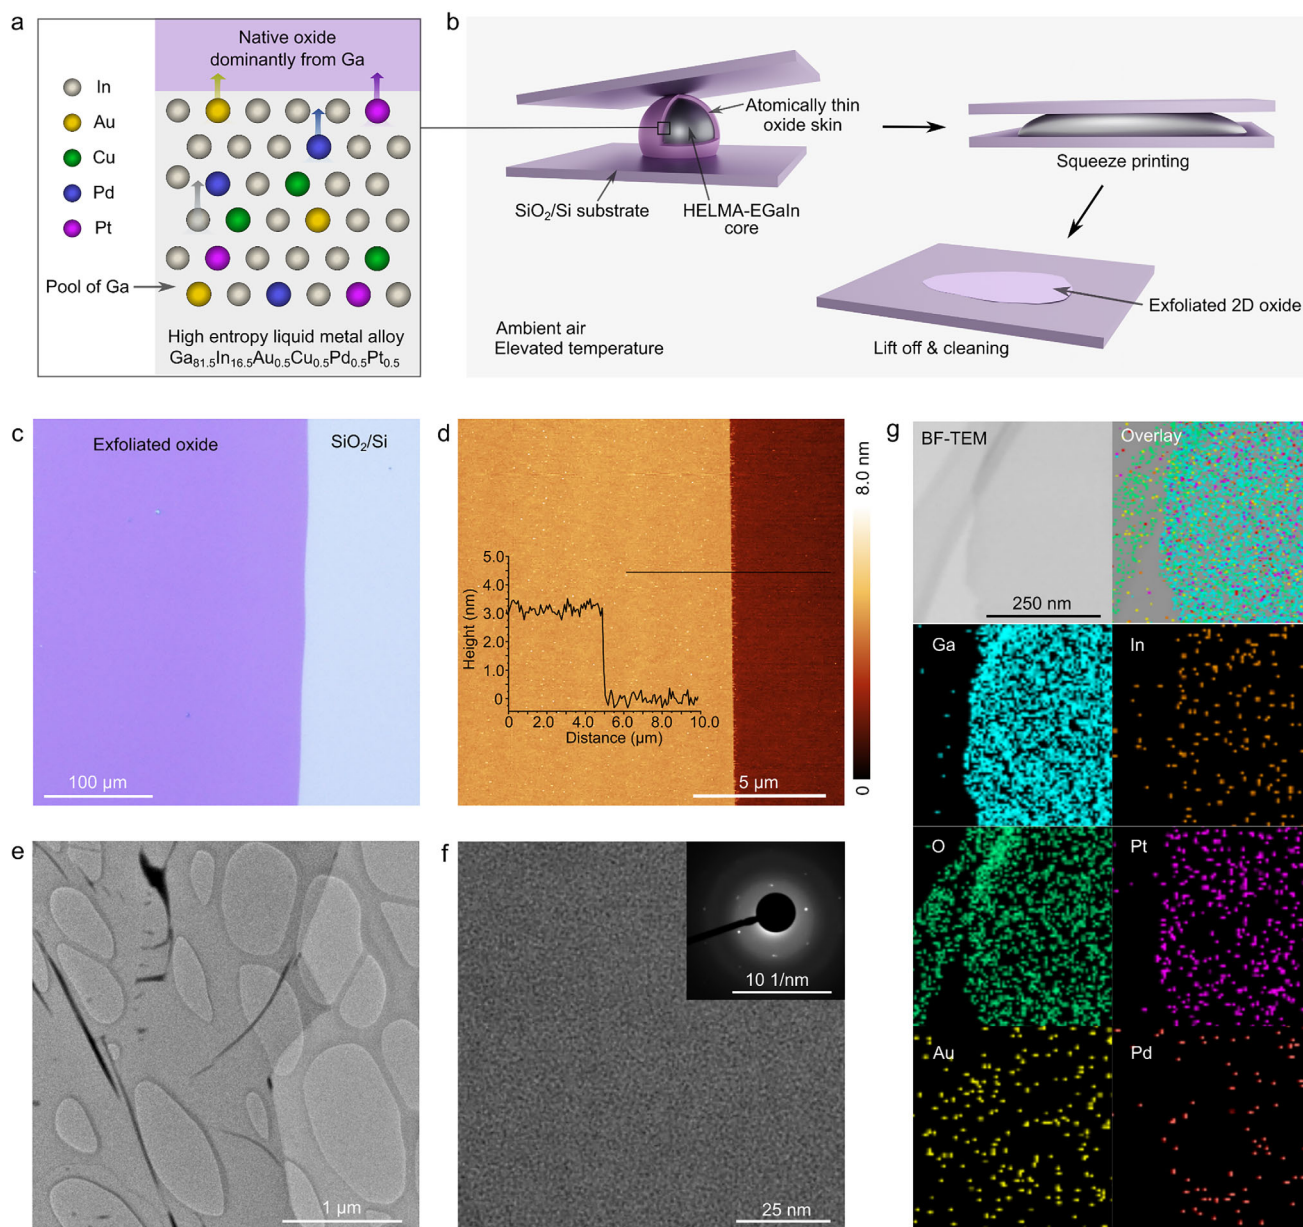 a
Native oxide
dominantly from Ga
In
Au
Cu
Pd
Pt
Pool of Ga
High entropy liquid metal alloy
Ga81.5In16.5Au0.5Cu0.5Pd0.5Pt0.5
b
Atomically thin
oxide skin
SiO2/Si substrate
HELMA-EGaIn
core
Squeeze printing
Exfoliated 2D oxide
Ambient air
Elevated temperature
Lift off & cleaning
c
Exfoliated oxide
SiO2/Si
100 µm
d
5.0
4.0
3.0
2.0
1.0
0
Height (nm)
0 2.0 4.0 6.0 8.0 10.0
Distance (µm)
5 µm
8.0 nm
0
e
1 µm
f
10 1/nm
25 nm
g
BF-TEM
Overlay
250 nm
Ga
In
O
Pt
Au
Pd